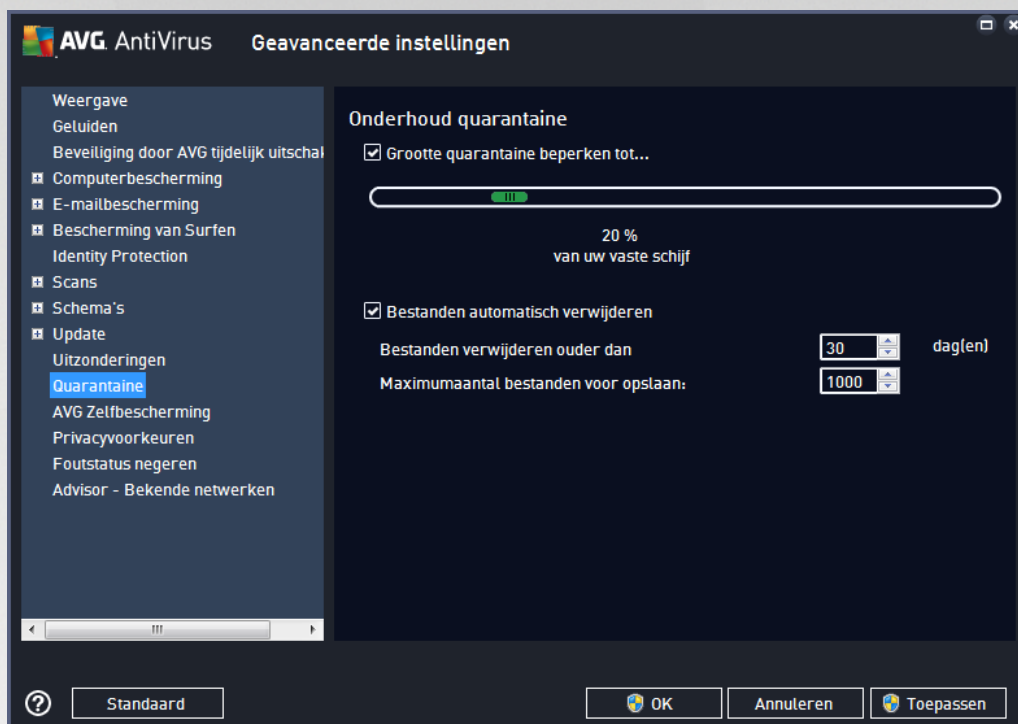 AVG. AntiVirus Geavanceerde instellingen
Weergave
Geluiden
Beveiliging door AVG tijdelijk uitschak
Computerbescherming
E-mailbescherming
Bescherming van Surfen
Identity Protection
Scans
Schema's
Update
Uitzonderingen
Quarantaine
AVG Zelfbescherming
Privacyvoorkeuren
Foutstatus negeren
Advisor - Bekende netwerken
Onderhoud quarantaine
Grootte quarantaine beperken tot...
20 %
van uw vaste schijf
Bestanden automatisch verwijderen
Bestanden verwijderen ouder dan 30 dag(en)
Maximumaantal bestanden voor opslaan: 1000
? Standaard OK Annuleren Toepassen